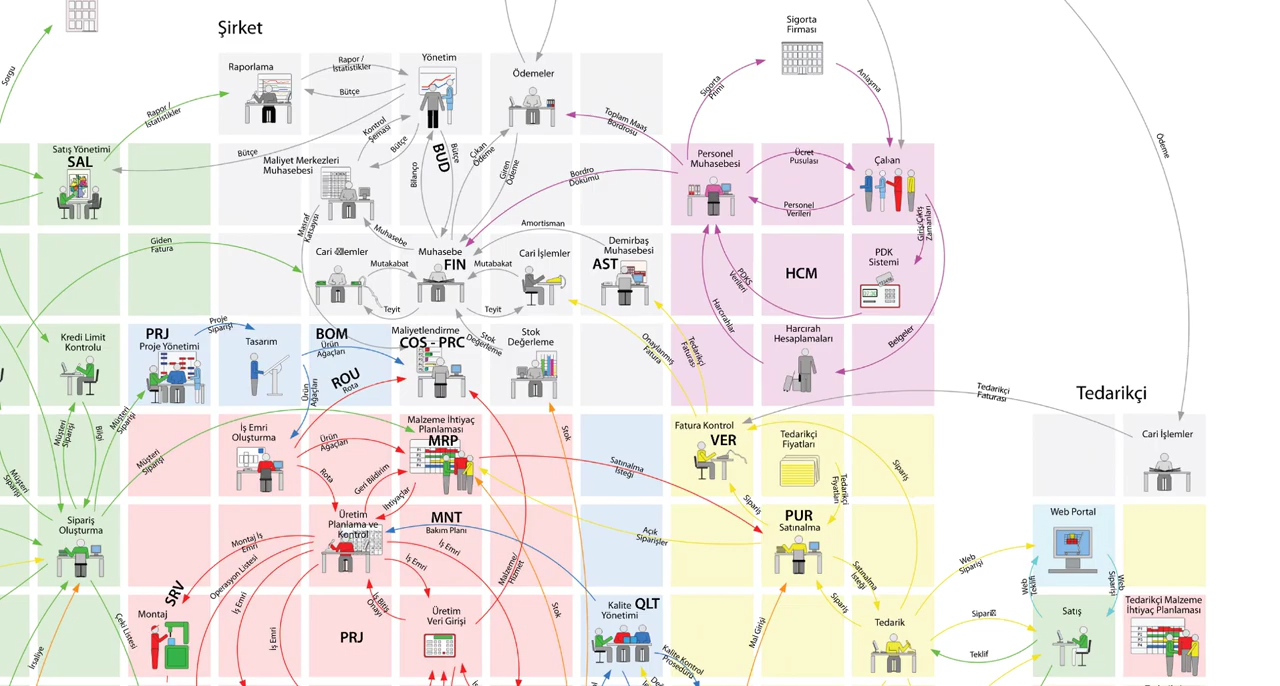 Şirket
Sigorta
Firması
Sorgu
Raporlama
Rapor /
İstatistikler
Bütçe
Yönetim
Ödemeler
Rapor /
İstatistikler
Kontrol
Şeması
Bütçe
Bütçe
BUD
Bütçe
Bilanço
Çıkan
Ödeme
Giren
Ödeme
Toplam Maaş
Bordrosu
Sigorta
Primi
Anlaşma
Ödeme
Satış Yönetimi
SAL
Maliyet Merkezleri
Muhasebesi
Bordro
Dökümü
Personel
Muhasebesi
Ücret
Pusulası
Personel
Verileri
Çalıan
Giriş/Çıkış
Zamanları
Masraf
Katsayısı
Muhasebe
Amortisman
Giden
Fatura
Cari İşlemler
Mutakabat
Teyit
Muhasebe
FIN
Mutabakat
Teyit
Cari İşlemler
Demirbaş
Muhasebesi
AST
PDKS
Verileri
HCM
PDK
Sistemi
Harcırahlar
Belgeler
Kredi Limit
Kontrolu
PRJ
Proje Yönetimi
Proje
Siparişi
Tasarım
BOM
Ürün
Ağaçları
Ürün
Ağaçları
ROU
Rota
Maliyetlendirme
COS - PRC
Stok
Değerleme
Stok
Değerleme
Onaylanmış
Fatura
Tedarikçi
Faturası
Harcırah
Hesaplamaları
Tedarikçi
Faturası
Tedarikçi
Müşteri
Siparişi
Bilgi
Müşteri
Siparişi
Müşteri
Siparişi
Müşteri
Siparişi
İş Emri
Oluşturma
Ürün
Ağaçları
Rota
Geri Bildirim
İhtiyaçlar
Malzeme İhtiyaç
Planlaması
MRP
Stok
Satınalma
İsteği
Fatura Kontrol
VER
Tedarikçi
Fiyatları
Tedarikçi
Fiyatları
Sipariş
Sipariş
Cari İşlemler
Sipariş
Oluşturma
Üretim
Planlama ve
Kontrol
MNT
Bakım Planı
Açık
Siparişler
PUR
Satınalma
Web Portal
Montaj İş
Emri
Operasyon Listesi
İş Emri
İş Emri
İş Emri
İş Emri
Malzeme/
Hizmet
Satınalma
İsteği
Sipariş
Web
Siparişi
Web
Teklifi
Web
Siparişi
SRV
Montaj
Çeki Listesi
İrsaliye
İş Bitiş
Onayı
PRJ
Üretim
Veri Girişi
Stok
Kalite
Yönetimi
QLT
Kalite Kontrol
Prosedürü
Mal Girişi
Tedarik
Teklif
Satış
Tedarikçi Malzeme
İhtiyaç Planlaması